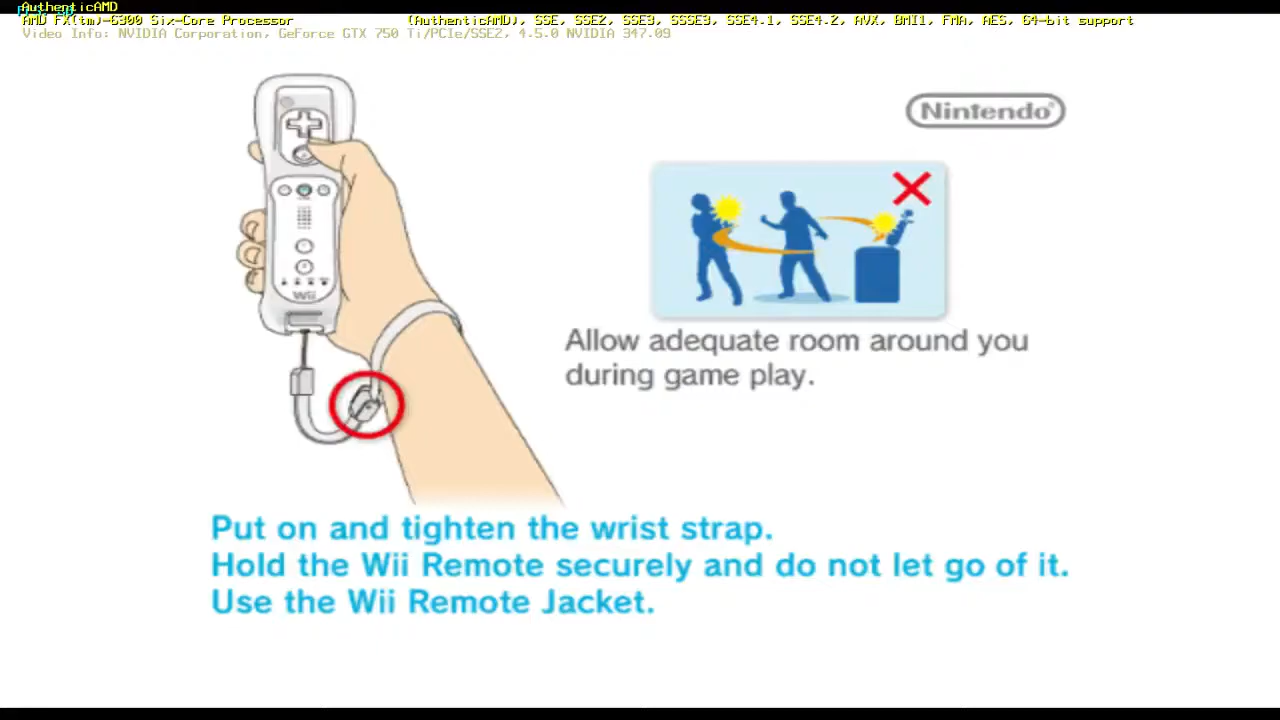 AuthenticAMD
AMD FX(tm)-6300 Six-Core Processor (AuthenticAMD), SSE, SSE2, SSE3, SSSE3, SSE4.1, SSE4.2, AVX, BMI1, FMA, AES, 64-bit support
Video Info: NVIDIA Corporation, GeForce GTX 750 Ti/PCIe/SSE2, 4.5.0 NVIDIA 347.09
Nintendo®
Wii
Allow adequate room around you
during game play.
Put on and tighten the wrist strap.
Hold the Wii Remote securely and do not let go of it.
Use the Wii Remote Jacket.